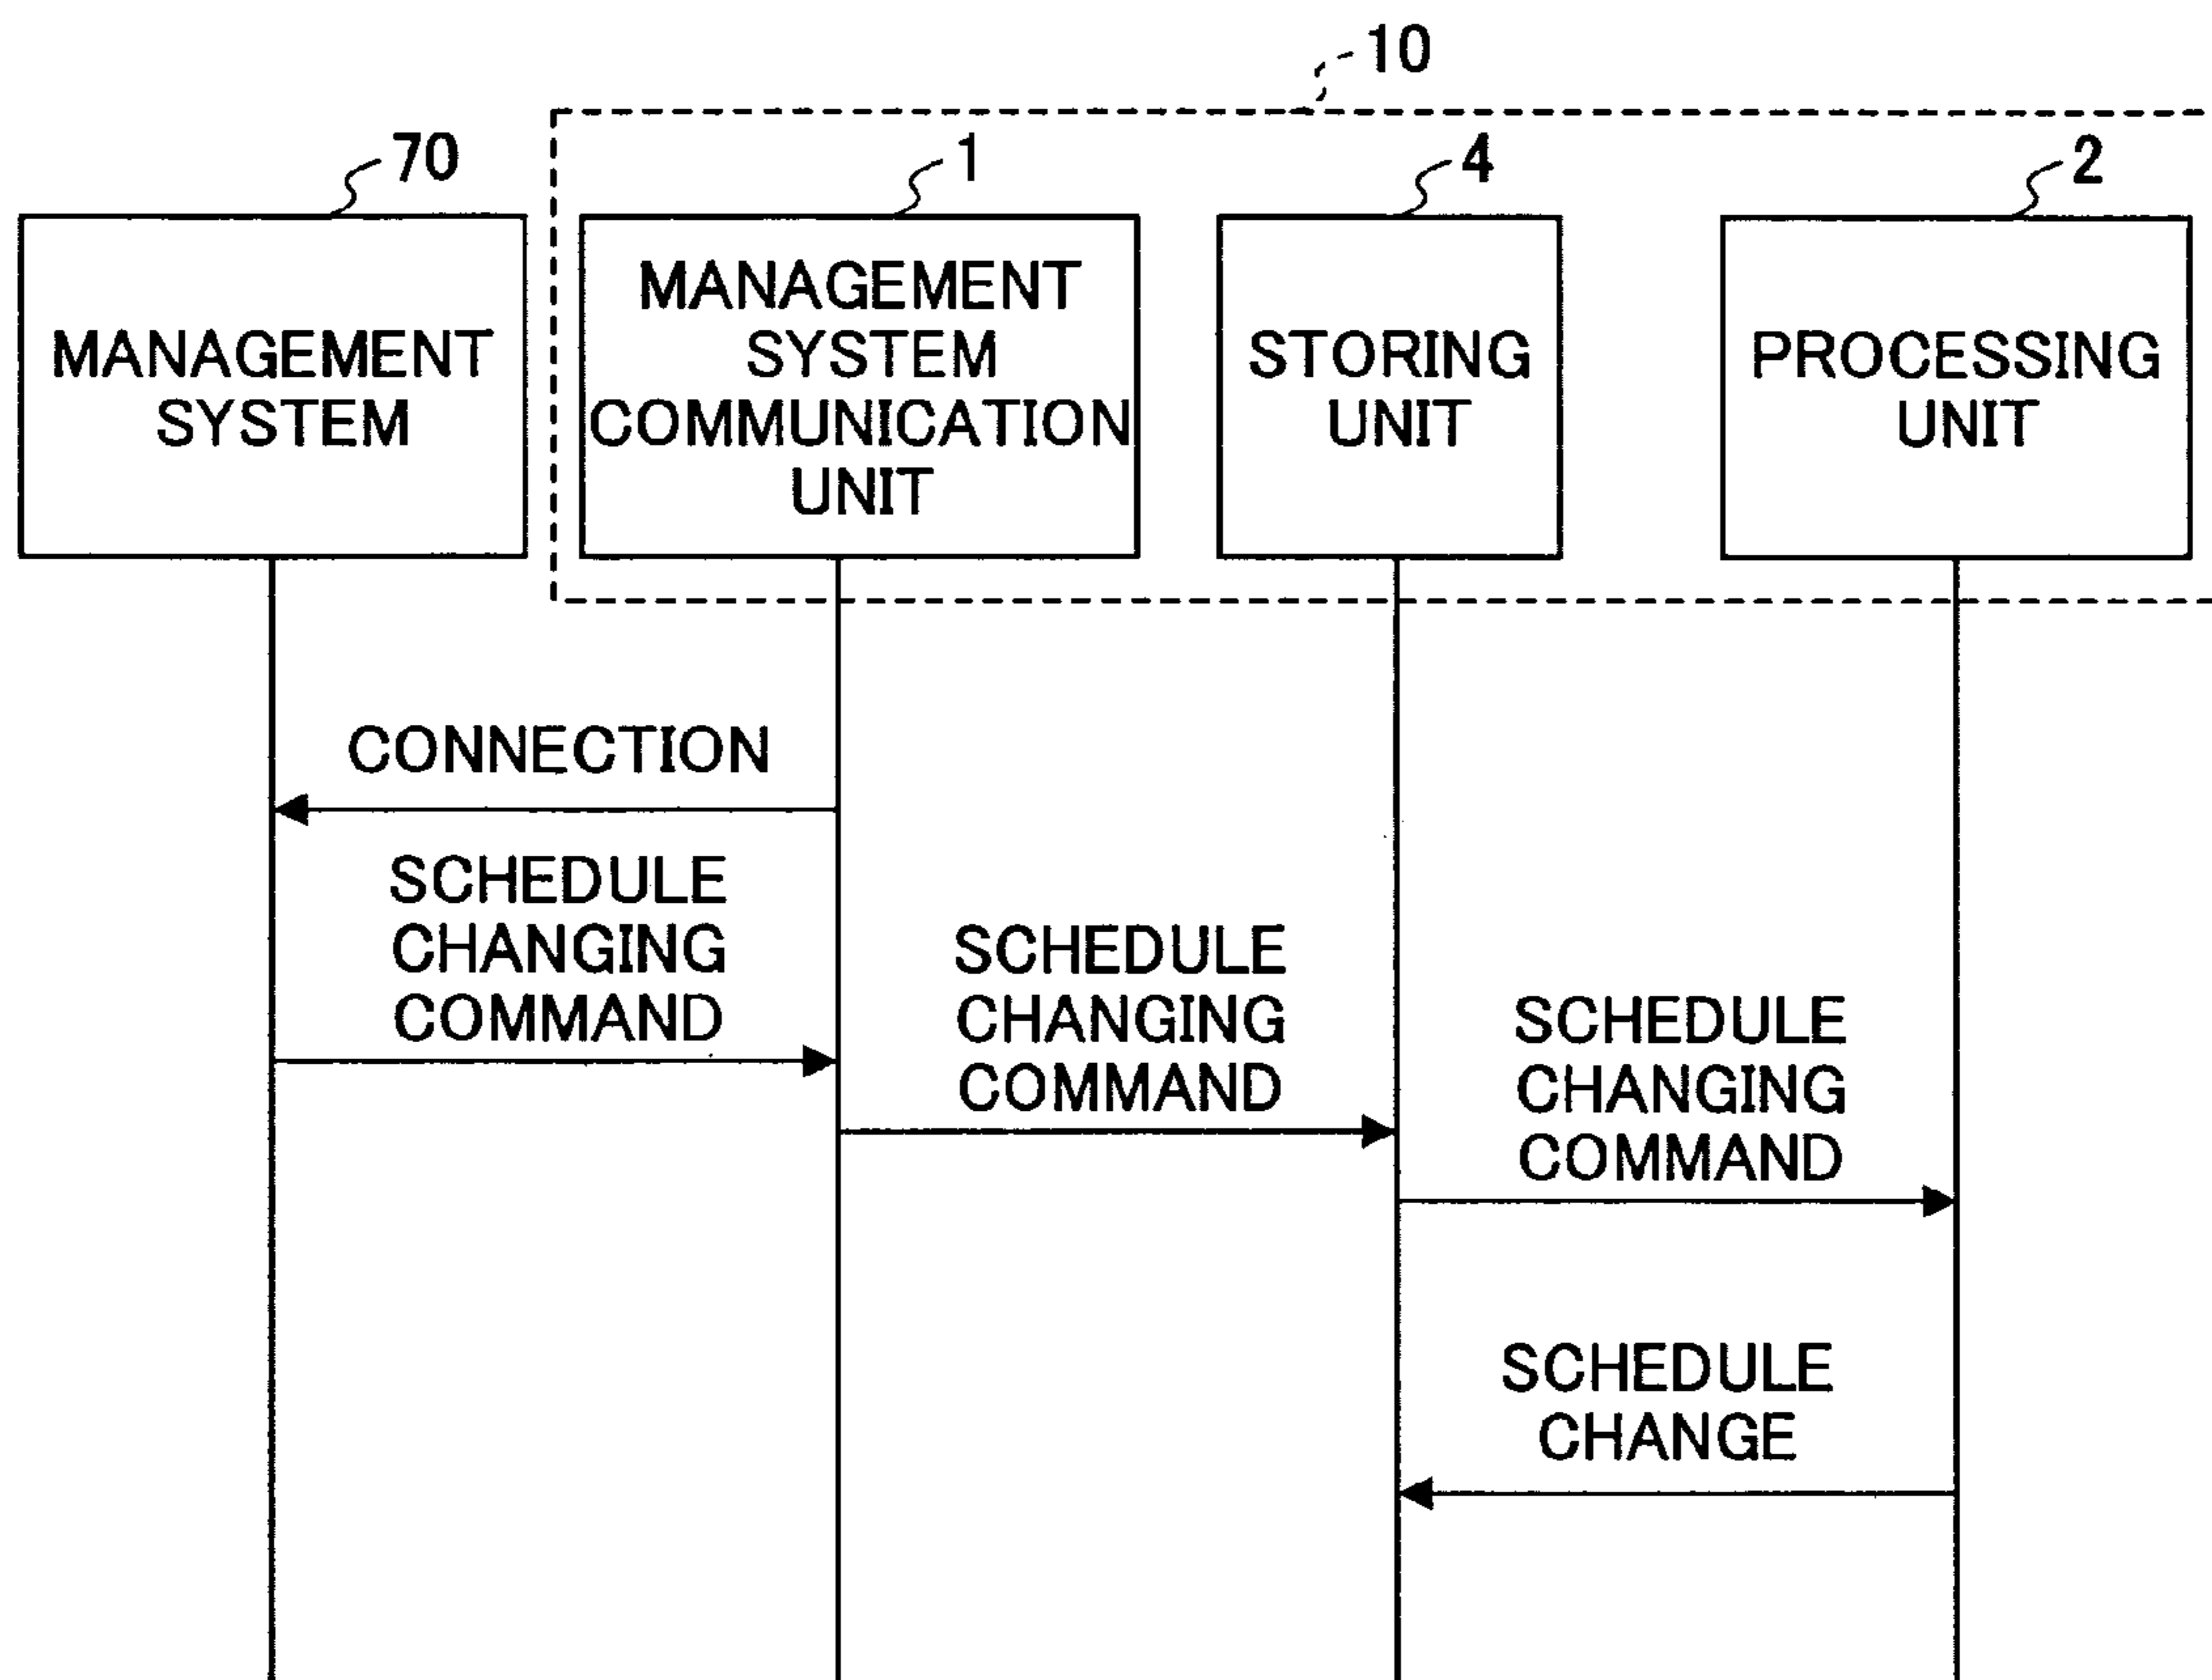 10
70
1
4
2
MANAGEMENT
SYSTEM
MANAGEMENT
SYSTEM
COMMUNICATION
UNIT
STORING
UNIT
PROCESSING
UNIT
CONNECTION
SCHEDULE
CHANGING
COMMAND
SCHEDULE
CHANGING
COMMAND
SCHEDULE
CHANGING
COMMAND
SCHEDULE
CHANGE